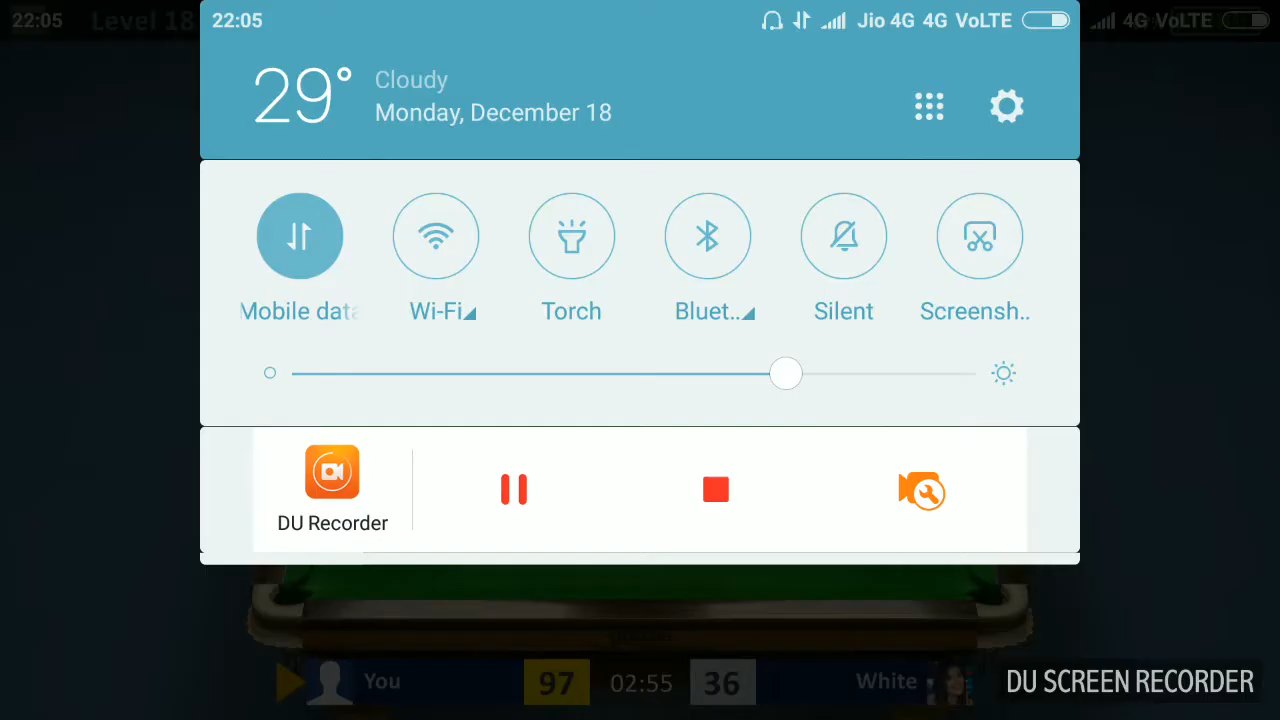 22:05 Level 18
22:05 Jio 4G 4G VoLTE
4G VoLTE
29° Cloudy
Monday, December 18
Mobile data Wi-Fi Torch Bluet.. Silent Screensh..
DU Recorder
You 97 02:55 36 White
DU SCREEN RECORDER